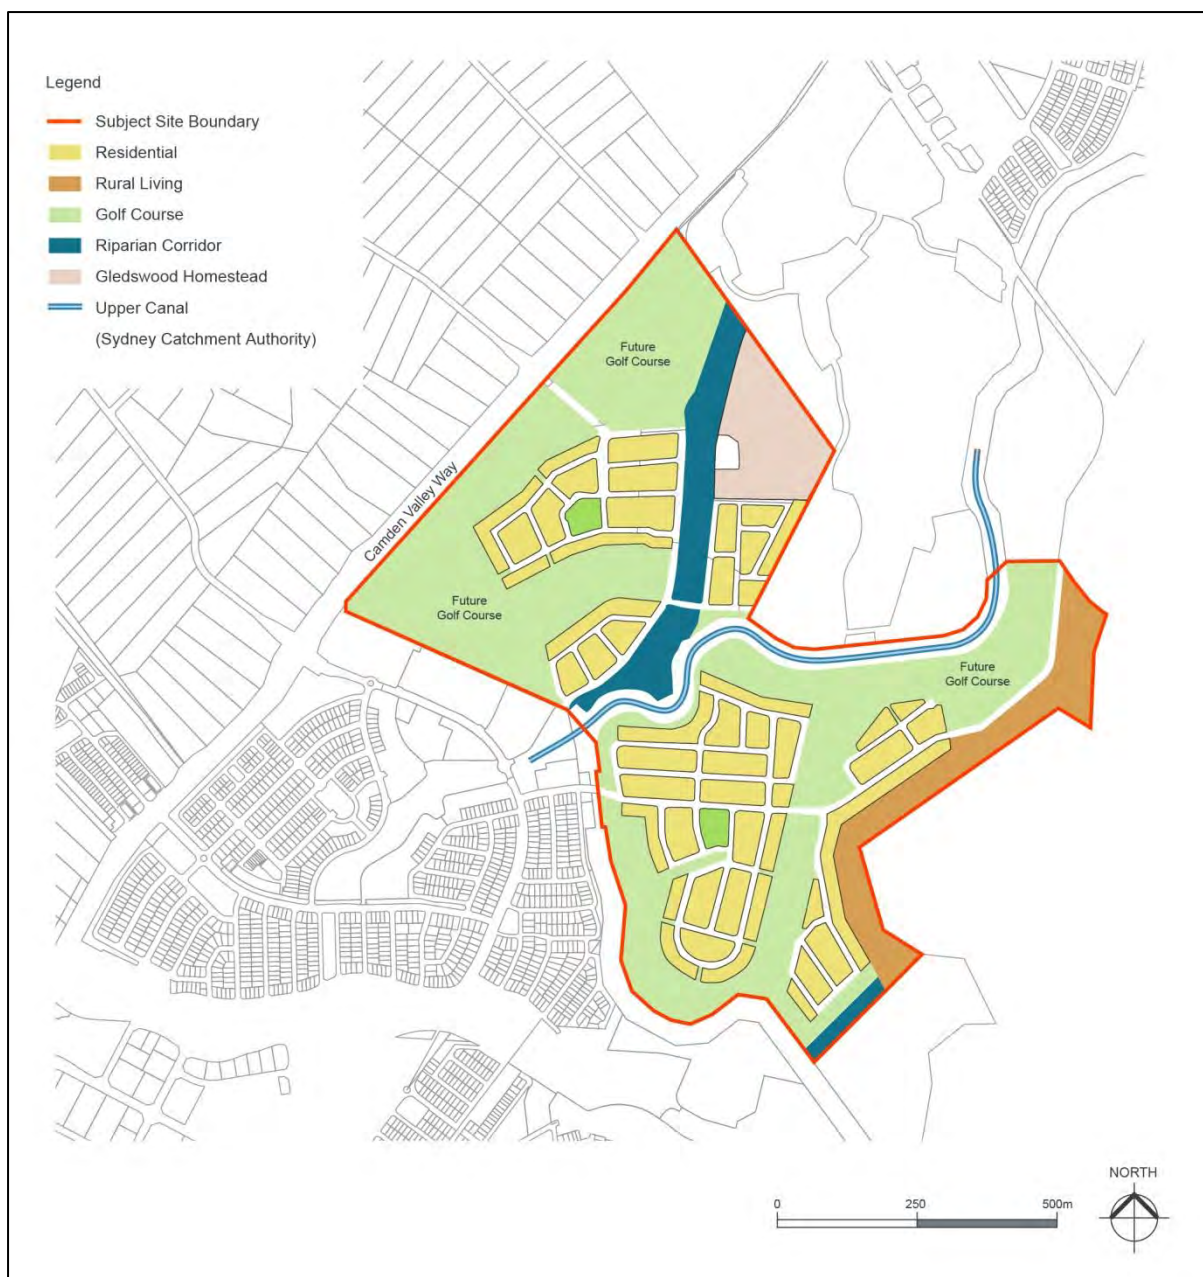 Legend
Subject Site Boundary
Residential
Rural Living
Golf Course
Riparian Corridor
Gledswood Homestead
Upper Canal
(Sydney Catchment Authority)
Future
Golf Course
Camden Valley Way
Future
Golf Course
Future
Golf Course
NORTH
0 250 500m